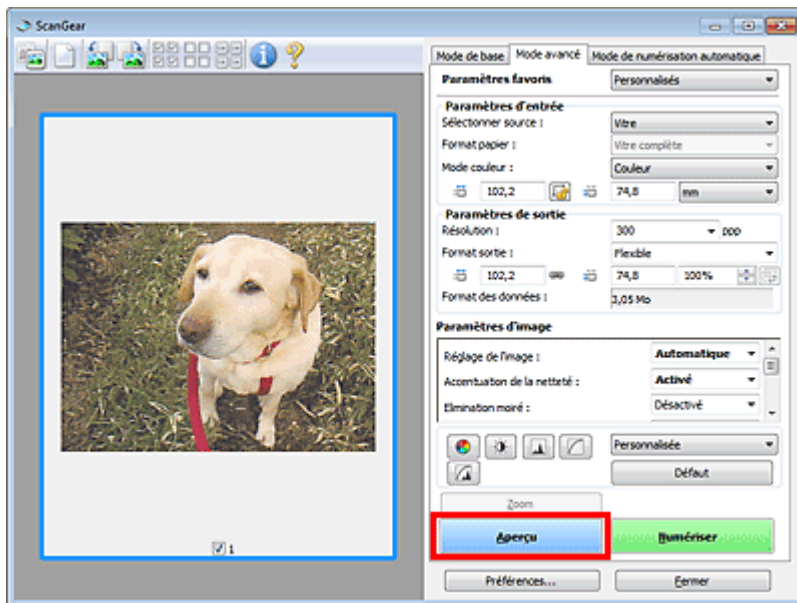 ScanGear
Mode de base Mode avancé Mode de numérisation automatique
Paramètres favoris Personnalisés
Paramètres d'entrée
Sélectionner source : Vitre
Format papier : Vitre complète
Mode couleur : Couleur
102,2 74,8 mm
Paramètres de sortie
Résolution : 300 ppp
Format sortie : Flexible
102,2 74,8 100%
Format des données : 3,05 Mo
Paramètres d'image
Réglage de l'image : Automatique
Accentuation de la netteté : Activé
Elimination moiré : Désactivé
Personnalisée
Défaut
Zoom
Aperçu Numériser
1
Préférences... Fermer